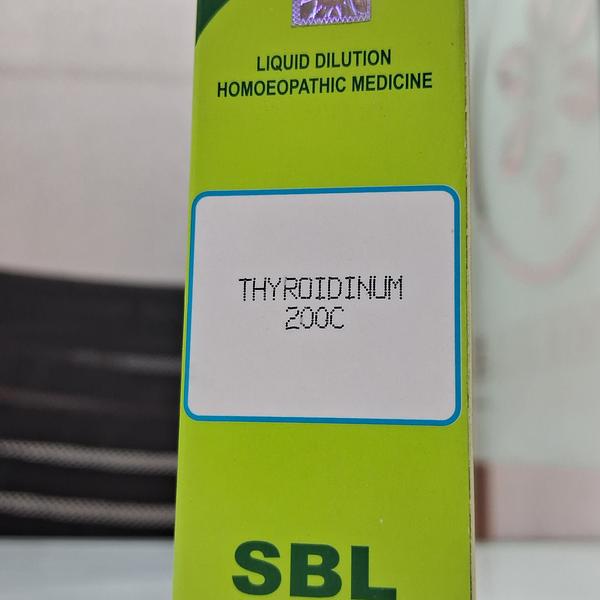 LIQUID DILUTION
HOMOEOPATHIC MEDICINE
THYROIDINUM
200C
SBL